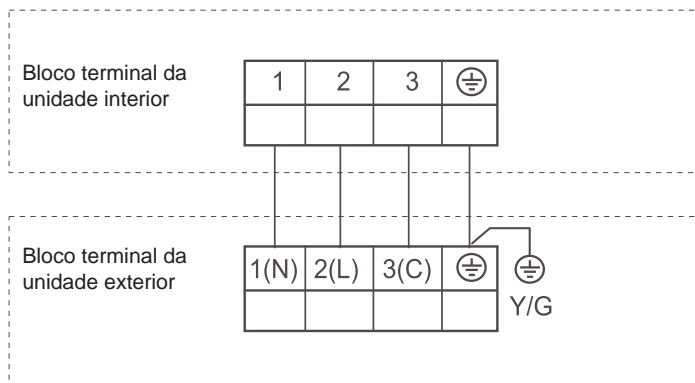 Bloco terminal da
unidade interior
1 2 3
Bloco terminal da
unidade exterior
1(N) 2(L) 3(C)
Y/G